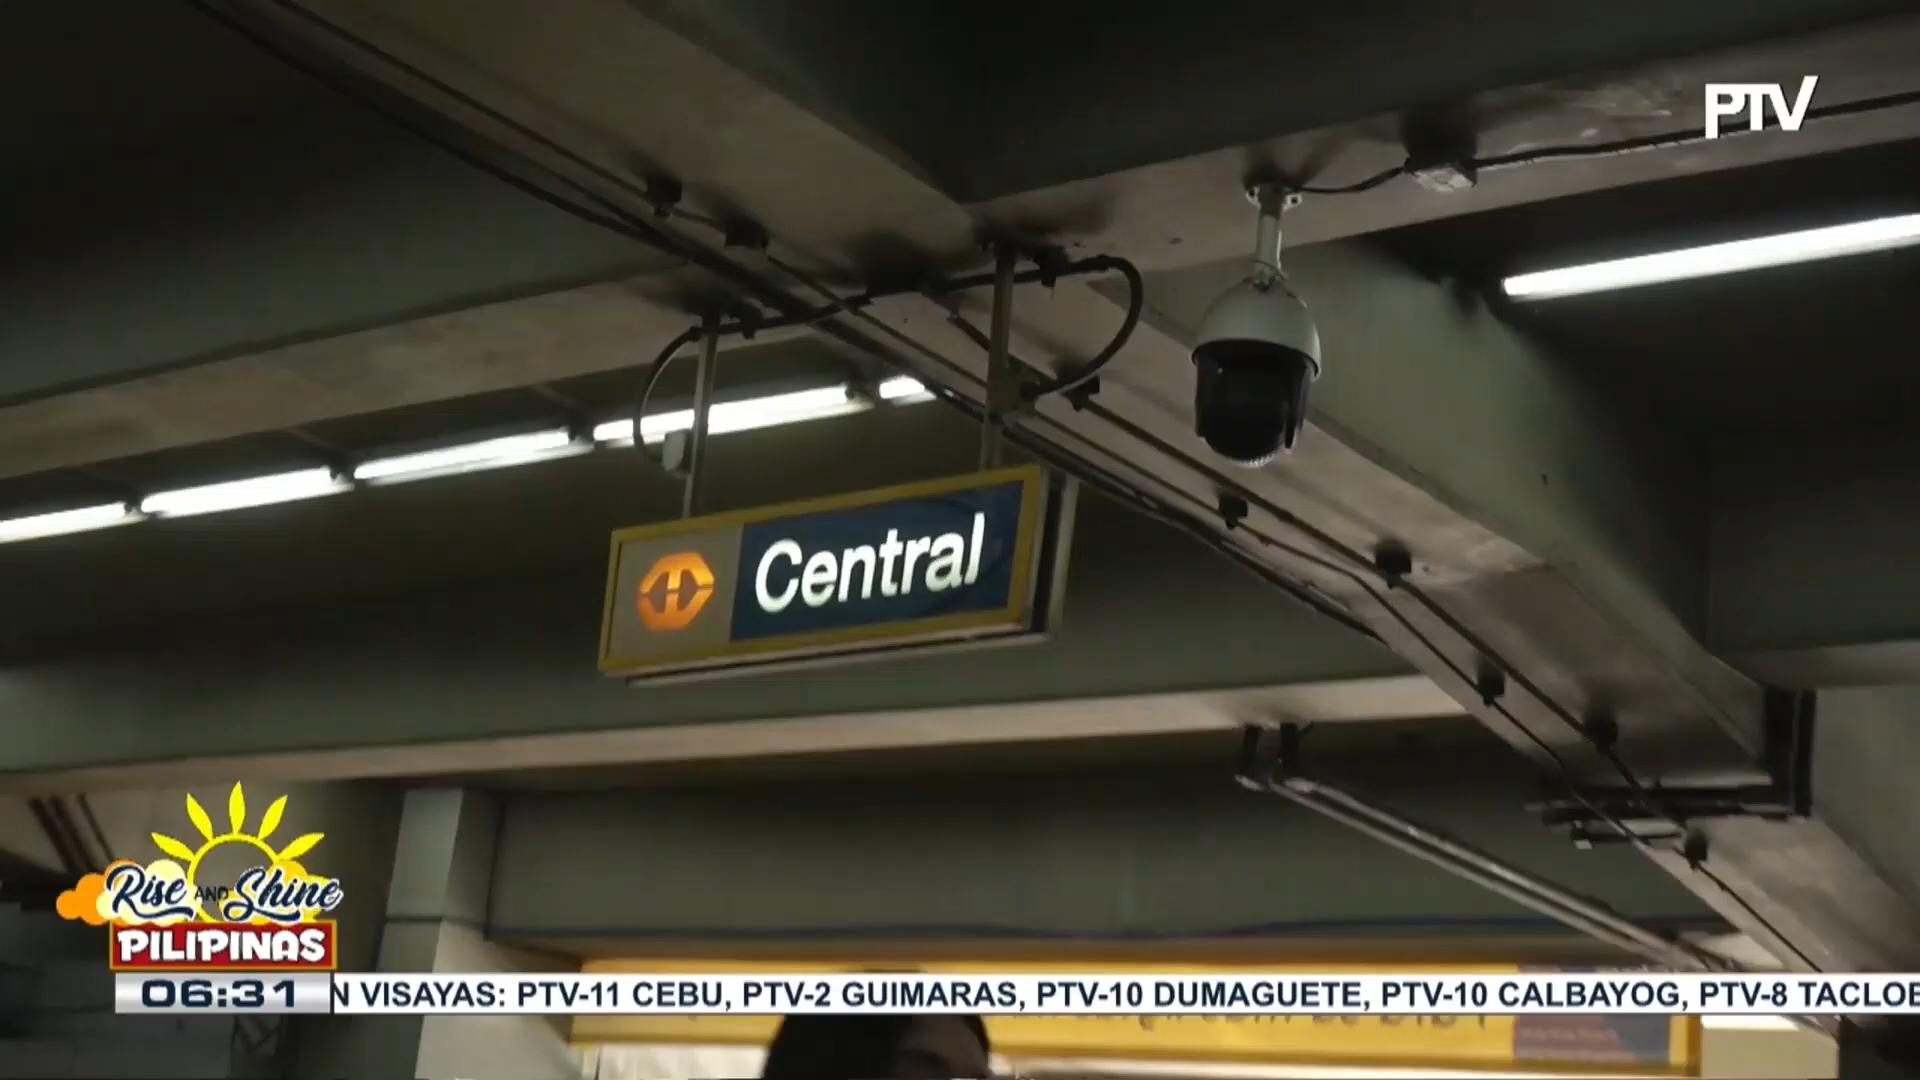 PTV
Central
Rise AND Shine
PILIPINAS
06:31
N VISAYAS: PTV-11 CEBU, PTV-2 GUIMARAS, PTV-10 DUMAGUETE, PTV-10 CALBAYOG, PTV-8 TACLOB